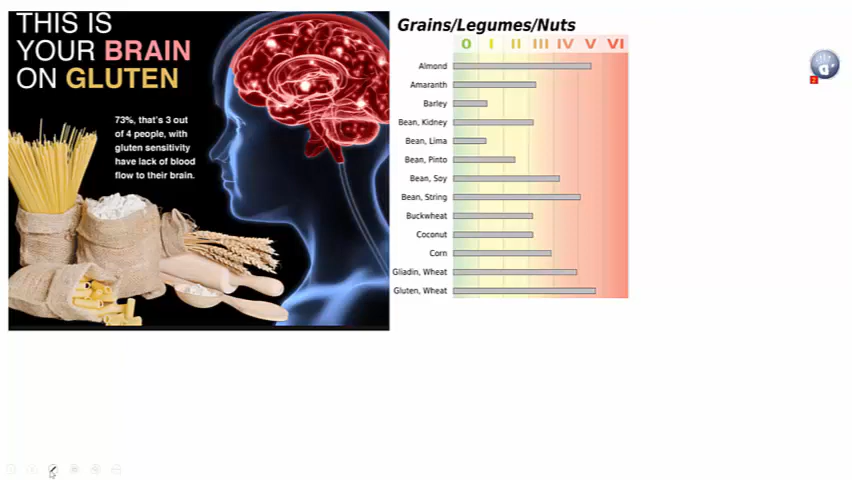 THIS IS
YOUR BRAIN
ON GLUTEN
73%, that's 3 out
of 4 people, with
gluten sensitivity
have lack of blood
flow to their brain.
Grains/Legumes/Nuts
0 I II III IV V VI
Almond
Amaranth
Barley
Bean, Kidney
Bean, Lima
Bean, Pinto
Bean, Soy
Bean, String
Buckwheat
Coconut
Corn
Gliadin, Wheat
Gluten, Wheat